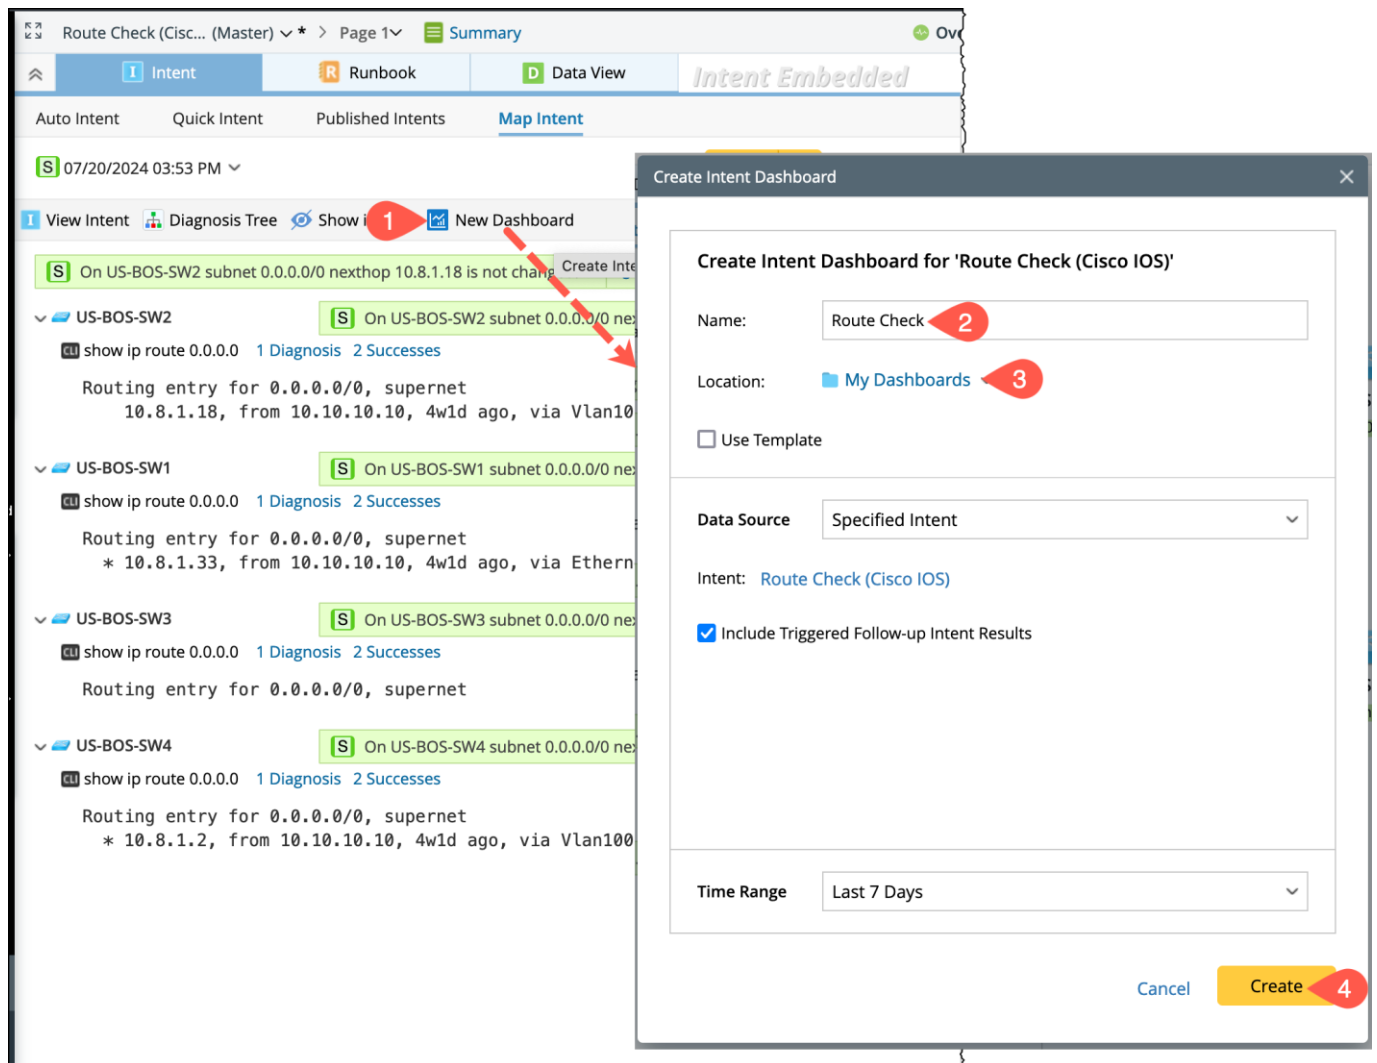 Route Check (Cisc... (Master) * > Page 1 Summary
Intent Runbook Data View Intent Embedded
Auto Intent Quick Intent Published Intents Map Intent
S 07/20/2024 03:53 PM
I View Intent Diagnosis Tree Show i 1 New Dashboard
S On US-BOS-SW2 subnet 0.0.0.0/0 nexthop 10.8.1.18 is not chang
Create Inte
US-BOS-SW2 S On US-BOS-SW2 subnet 0.0.0.0/0 nex
CLI show ip route 0.0.0.0 1 Diagnosis 2 Successes
Routing entry for 0.0.0.0/0, supernet
10.8.1.18, from 10.10.10.10, 4w1d ago, via Vlan10
US-BOS-SW1 S On US-BOS-SW1 subnet 0.0.0.0/0 nex
CLI show ip route 0.0.0.0 1 Diagnosis 2 Successes
Routing entry for 0.0.0.0/0, supernet
* 10.8.1.33, from 10.10.10.10, 4w1d ago, via Ethern
US-BOS-SW3 S On US-BOS-SW3 subnet 0.0.0.0/0 nex
CLI show ip route 0.0.0.0 1 Diagnosis 2 Successes
Routing entry for 0.0.0.0/0, supernet
US-BOS-SW4 S On US-BOS-SW4 subnet 0.0.0.0/0 nex
CLI show ip route 0.0.0.0 1 Diagnosis 2 Successes
Routing entry for 0.0.0.0/0, supernet
* 10.8.1.2, from 10.10.10.10, 4w1d ago, via Vlan100
Create Intent Dashboard
Create Intent Dashboard for 'Route Check (Cisco IOS)'
Name: Route Check 2
Location: My Dashboards 3
Use Template
Data Source Specified Intent
Intent: Route Check (Cisco IOS)
Include Triggered Follow-up Intent Results
Time Range Last 7 Days
Cancel Create 4